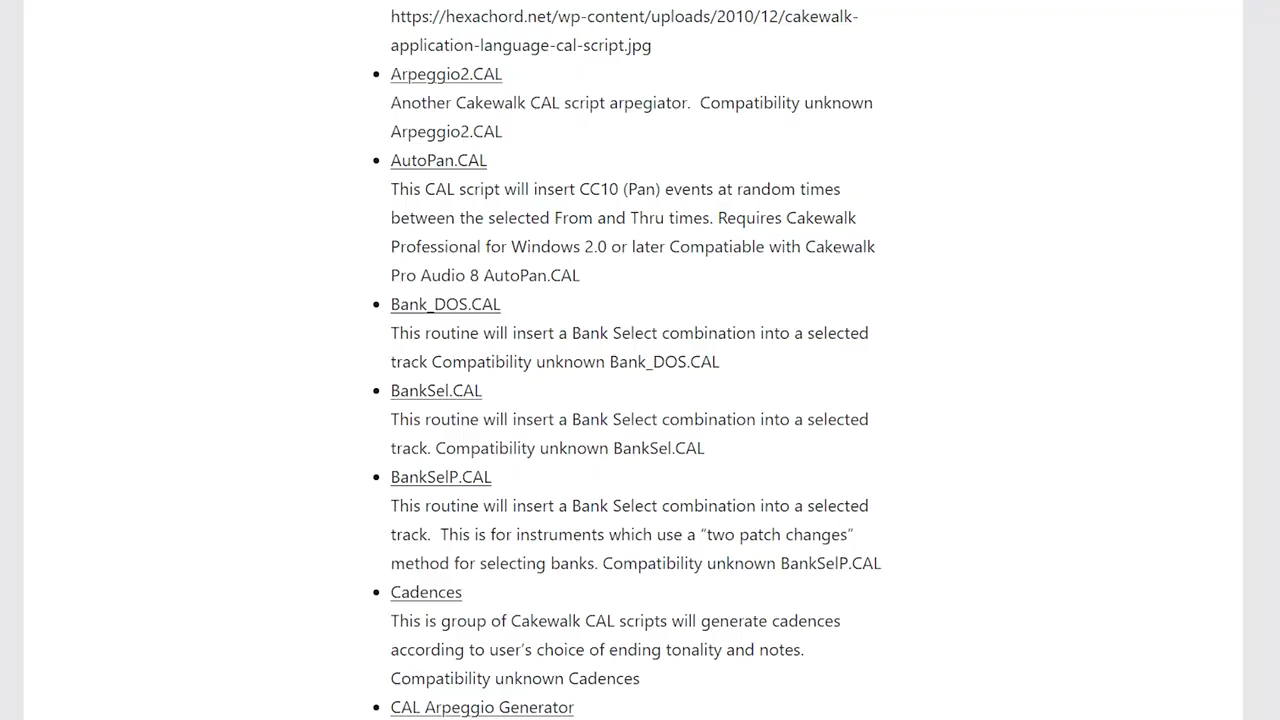 https://hexachord.net/wp-content/uploads/2010/12/cakewalk-
application-language-cal-script.jpg
Arpeggio2.CAL
Another Cakewalk CAL script arpegiator.  Compatibility unknown
Arpeggio2.CAL
AutoPan.CAL
This CAL script will insert CC10 (Pan) events at random times
between the selected From and Thru times. Requires Cakewalk
Professional for Windows 2.0 or later Compatiable with Cakewalk
Pro Audio 8 AutoPan.CAL
Bank_DOS.CAL
This routine will insert a Bank Select combination into a selected
track Compatibility unknown Bank_DOS.CAL
BankSel.CAL
This routine will insert a Bank Select combination into a selected
track. Compatibility unknown BankSel.CAL
BankSelP.CAL
This routine will insert a Bank Select combination into a selected
track.  This is for instruments which use a “two patch changes”
method for selecting banks. Compatibility unknown BankSelP.CAL
Cadences
This is group of Cakewalk CAL scripts will generate cadences
according to user’s choice of ending tonality and notes.
Compatibility unknown Cadences
CAL Arpeggio Generator